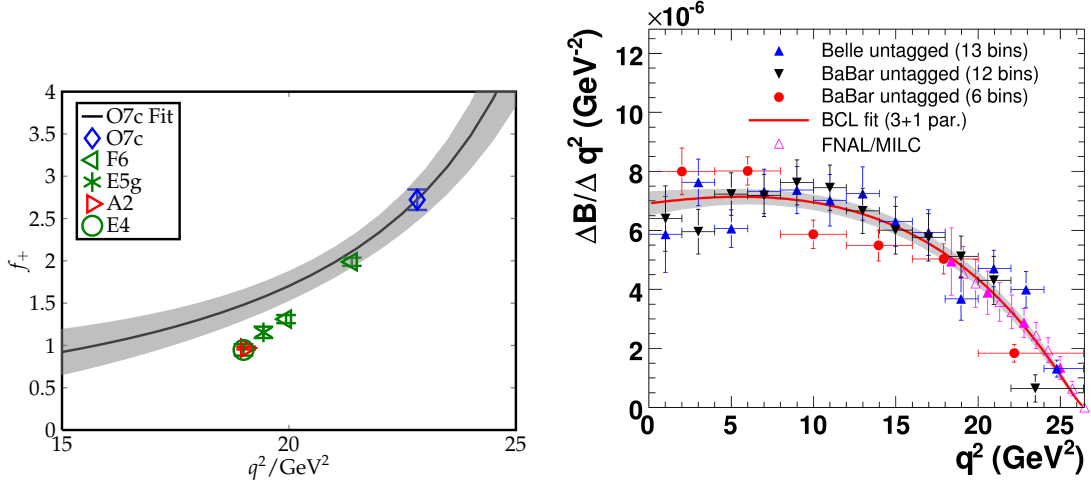 4
3.5
3
2.5
2
1.5
1
0.5
0
f+
O7c Fit
O7c
F6
E5g
A2
E4
15
20
25
q²/GeV²
×10⁻⁶
ΔB/Δ q² (GeV⁻²)
12
10
8
6
4
2
0
Belle untagged (13 bins)
BaBar untagged (12 bins)
BaBar untagged (6 bins)
BCL fit (3+1 par.)
FNAL/MILC
0
5
10
15
20
25
q² (GeV²)